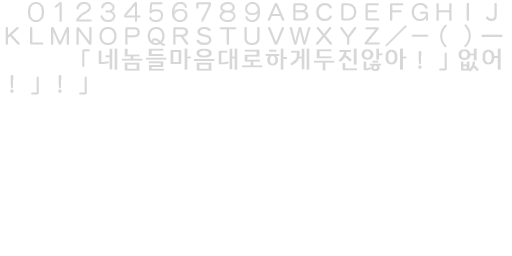 ０１２３４５６７８９ＡＢＣＤＥＦＧＨＩＪ
ＫＬＭＮＯＰＱＲＳＴＵＶＷＸＹＺ／－（）―
「네놈들마음대로하게두진않아！」없어
！」！」